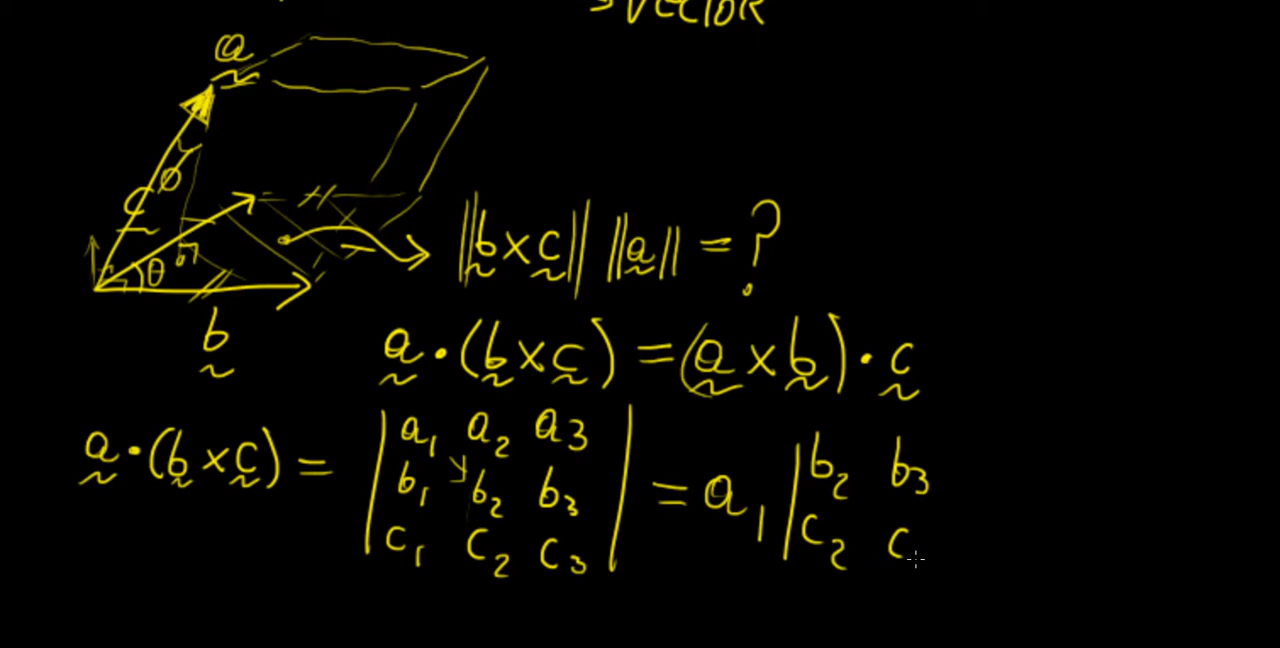 VECTOR
a
φ
c
θ
b
‖b × c‖ ‖a‖ = ?
a · (b × c) = (a × b) · c
a · (b × c) = | a₁ a₂ a₃ | = a₁ | b₂ b₃
b₁ b₂ b₃
c₂ c
c₁ c₂ c₃